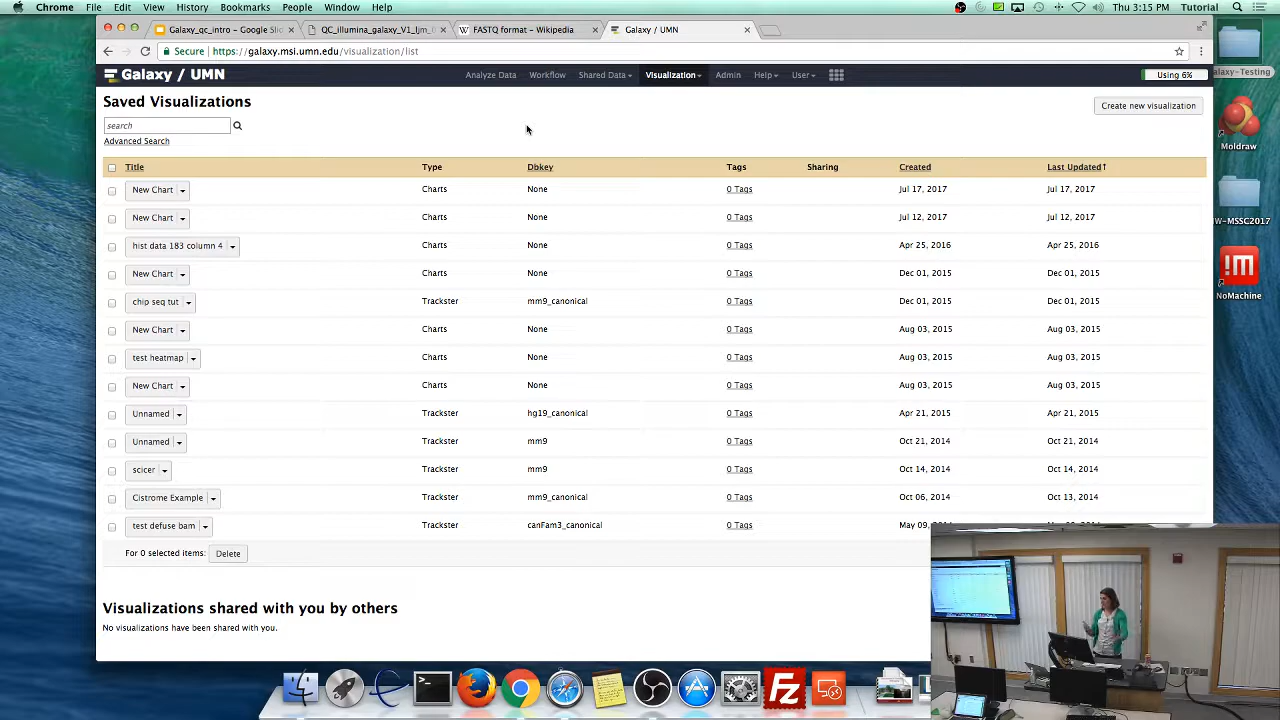 Chrome File Edit View History Bookmarks People Window Help
3:15 PM Tutorial
Galaxy_qc_intro – Google Slid
QC_illumina_galaxy_V1_ljm_0
FASTQ format – Wikipedia
Galaxy / UMN
Secure https://galaxy.msi.umn.edu/visualization/list
Galaxy / UMN
Analyze Data Workflow Shared Data Visualization Admin Help User
Using 6%
Saved Visualizations
Create new visualization
search
Advanced Search
Title Type Dbkey Tags Sharing Created Last Updated↑
New Chart Charts None 0 Tags Jul 17, 2017 Jul 17, 2017
New Chart Charts None 0 Tags Jul 12, 2017 Jul 12, 2017
hist data 183 column 4 Charts None 0 Tags Apr 25, 2016 Apr 25, 2016
New Chart Charts None 0 Tags Dec 01, 2015 Dec 01, 2015
chip seq tut Trackster mm9_canonical 0 Tags Dec 01, 2015 Dec 01, 2015
New Chart Charts None 0 Tags Aug 03, 2015 Aug 03, 2015
test heatmap Charts None 0 Tags Aug 03, 2015 Aug 03, 2015
New Chart Charts None 0 Tags Aug 03, 2015 Aug 03, 2015
Unnamed Trackster hg19_canonical 0 Tags Apr 21, 2015 Apr 21, 2015
Unnamed Trackster mm9 0 Tags Oct 21, 2014 Oct 21, 2014
scicer Trackster mm9 0 Tags Oct 14, 2014 Oct 14, 2014
Cistrome Example Trackster mm9_canonical 0 Tags Oct 06, 2014 Oct 13, 2014
test defuse bam Trackster canFam3_canonical 0 Tags May 09,
For 0 selected items: Delete
Visualizations shared with you by others
No visualizations have been shared with you.
alaxy-Testing
Moldraw
W-MSSC2017
!M
NoMachine
Fz